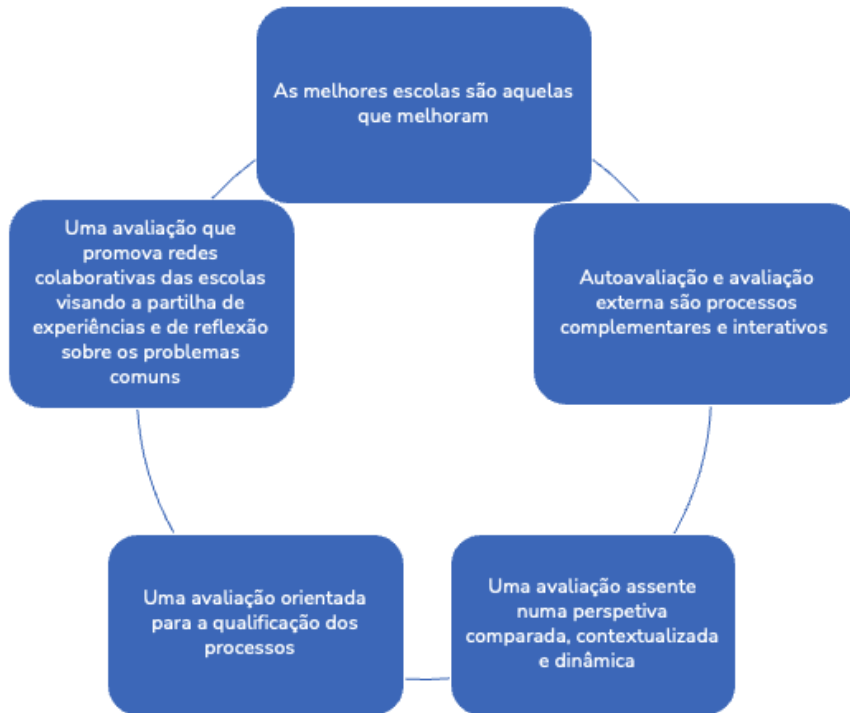 As melhores escolas são aquelas
que melhoram
Autoavaliação e avaliação
externa são processos
complementares e interativos
Uma avaliação assente
numa perspetiva
comparada, contextualizada
e dinâmica
Uma avaliação orientada
para a qualificação dos
processos
Uma avaliação que
promova redes
colaborativas das escolas
visando a partilha de
experiências e de reflexão
sobre os problemas
comuns